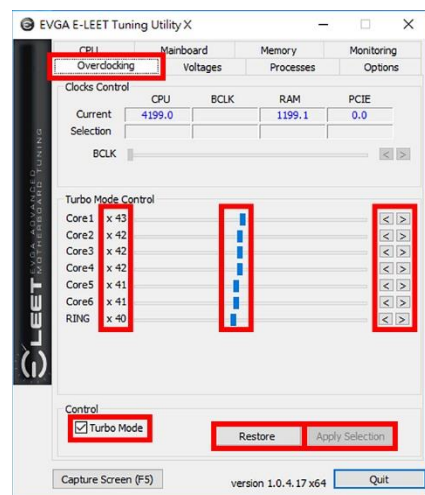 EVGA E-LEET Tuning Utility X
CPU Mainboard Memory Monitoring
Overclocking Voltages Processes Options
Clocks Control
CPU BCLK RAM PCIE
Current 4199.0 1199.1 0.0
Selection
BCLK < >
Turbo Mode Control
Core1 x 43 < >
Core2 x 42 < >
Core3 x 42 < >
Core4 x 42 < >
Core5 x 41 < >
Core6 x 41 < >
RING x 40 < >
Control
Turbo Mode
Restore Apply Selection
Capture Screen (F5) version 1.0.4.17 x64 Quit
ELEET EVGA ADVANCED
MOTHERBOARD TUNING